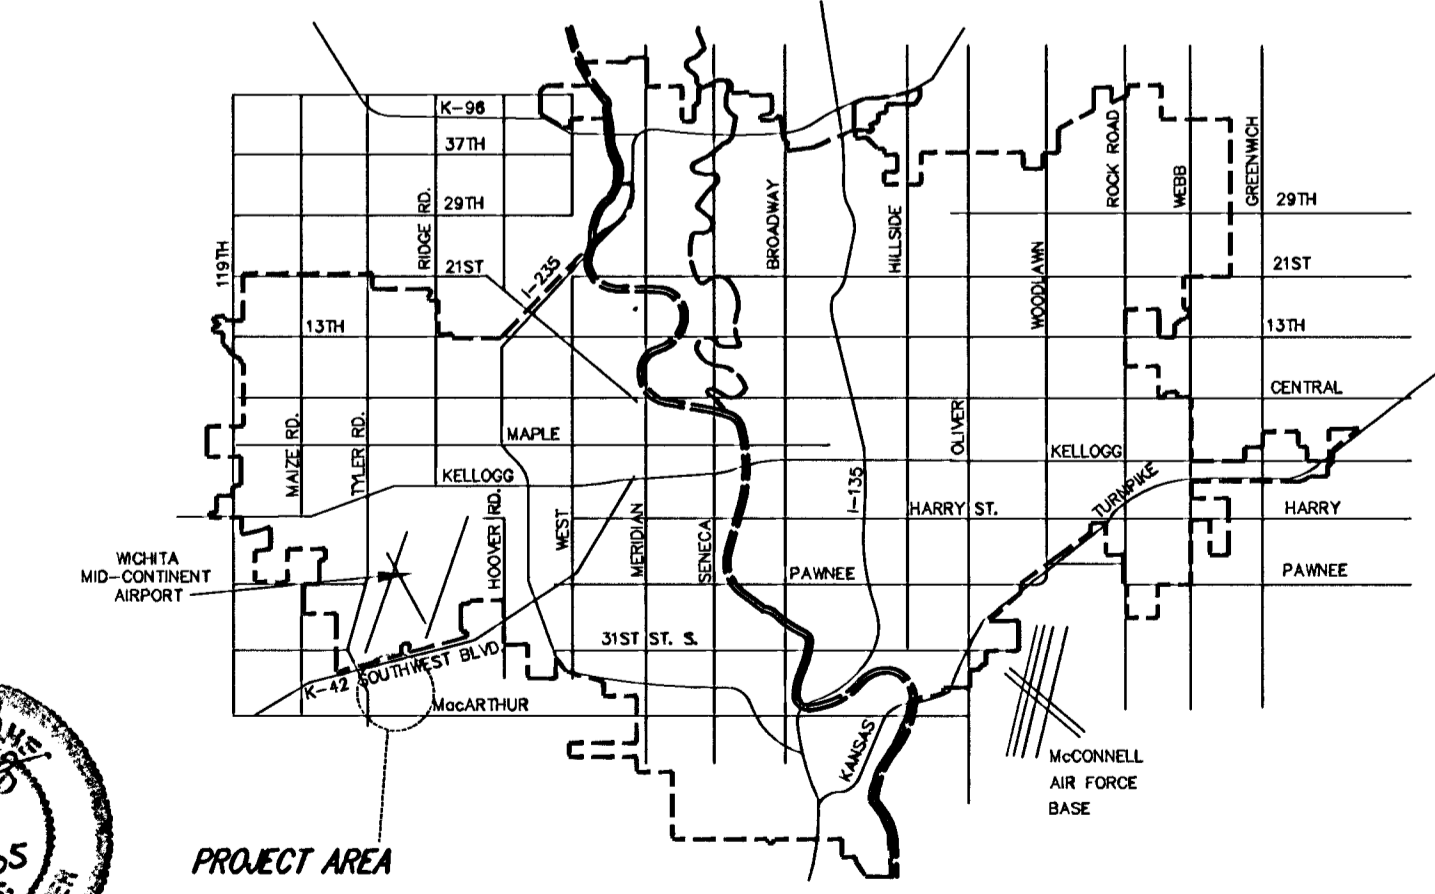 K-96
37TH
29TH
RIDGE RD.
21ST
119TH
I-235
13TH
BROADWAY
HILLSIDE
WOODLAWN
ROCK ROAD
WEBB
GREENWICH
29TH
21ST
13TH
CENTRAL
MAIZE RD.
TYLER RD.
MAPLE
KELLOGG
HOOVER RD.
WEST
MERIDIAN
SENECA
I-135
OLIVER
KELLOGG
TURNPIKE
HARRY ST.
HARRY
PAWNEE
PAWNEE
WICHITA
MID-CONTINENT
AIRPORT
31ST ST. S.
K-42 SOUTHWEST BLVD.
MacARTHUR
KANSAS
McCONNELL
AIR FORCE
BASE
PROJECT AREA